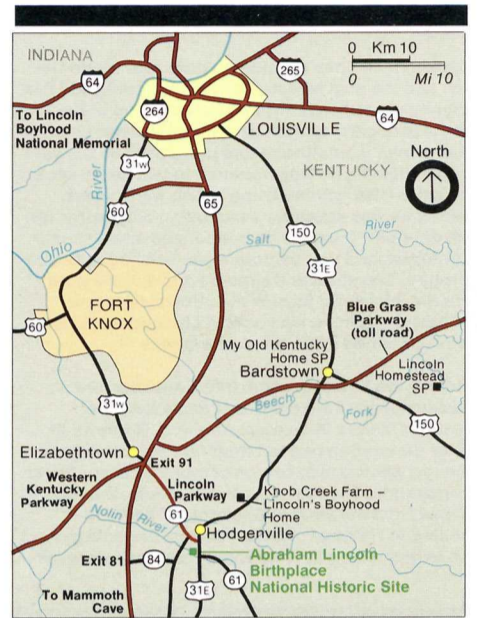 INDIANA
0 Km 10
0 Mi 10
64
265
264
64
To Lincoln
Boyhood
National Memorial
LOUISVILLE
North
KENTUCKY
31W
River
60
65
Ohio
150
Salt River
31E
FORT
KNOX
60
Blue Grass
Parkway
(toll road)
My Old Kentucky
Home SP
Bardstown
Lincoln
Homestead
SP
Beech Fork
31W
150
Elizabethtown
Exit 91
Western
Kentucky
Parkway
Lincoln
Parkway
Knob Creek Farm –
Lincoln's Boyhood
Home
61
Nolin River
Hodgenville
Exit 81
84
Abraham Lincoln
Birthplace
National Historic Site
31E
61
To Mammoth
Cave